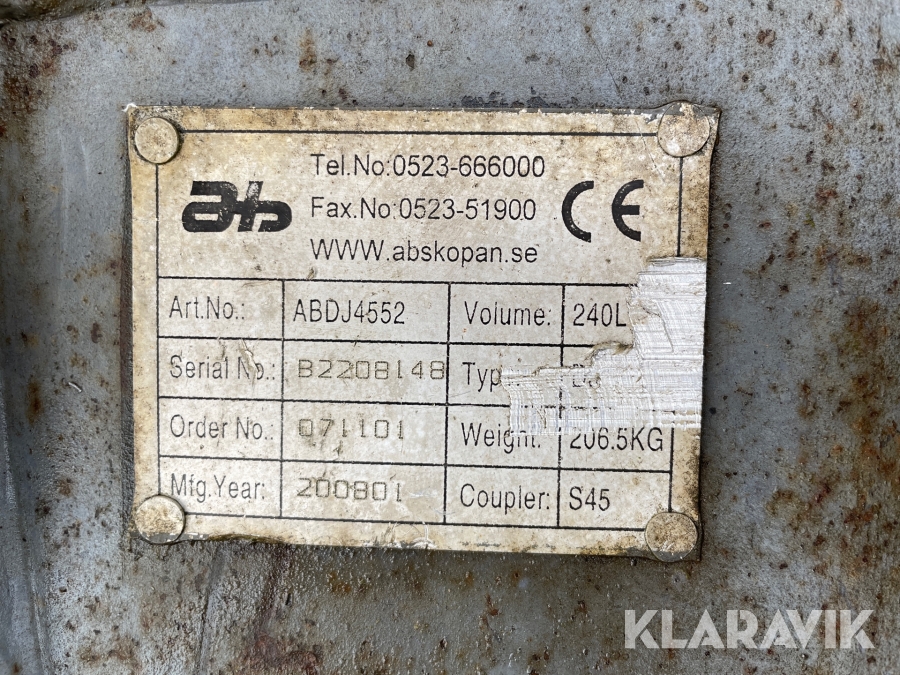 Tel.No:0523-666000
ab Fax.No:0523-51900 CE
WWW.abskopan.se
Art.No.: ABDJ4552 Volume: 240L
Serial No.: B2208148
Order No.: 071101 Weight: 206.5KG
Mfg.Year: 200801 Coupler: S45
KLARAVIK